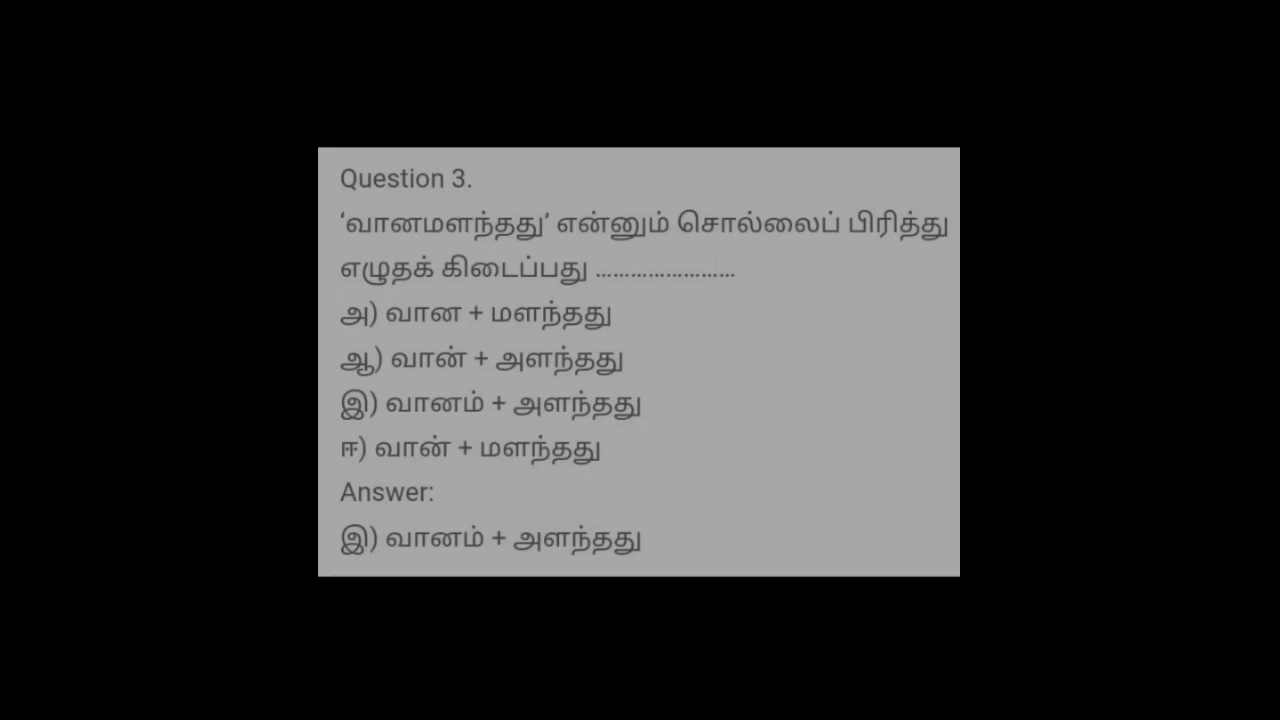 Question 3.
‘வானமளந்தது’ என்னும் சொல்லைப் பிரித்து
எழுதக் கிடைப்பது ……………………
அ) வான + மளந்தது
ஆ) வான் + அளந்தது
இ) வானம் + அளந்தது
ஈ) வான் + மளந்தது
Answer:
இ) வானம் + அளந்தது